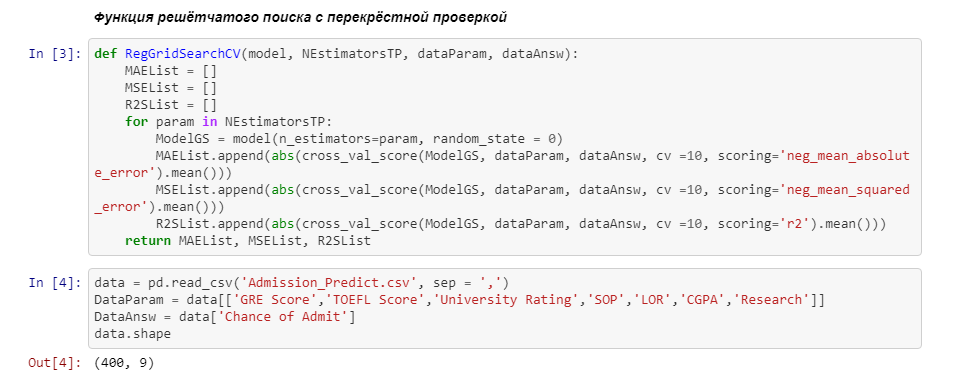 Функция решётчатого поиска с перекрёстной проверкой
In [3]: def RegGridSearchCV(model, NEstimatorsTP, dataParam, dataAnsw):
    MAEList = []
    MSEList = []
    R2SList = []
    for param in NEstimatorsTP:
        ModelGS = model(n_estimators=param, random_state = 0)
        MAEList.append(abs(cross_val_score(ModelGS, dataParam, dataAnsw, cv =10, scoring='neg_mean_absolut
e_error').mean()))
        MSEList.append(abs(cross_val_score(ModelGS, dataParam, dataAnsw, cv =10, scoring='neg_mean_squared
_error').mean()))
        R2SList.append(abs(cross_val_score(ModelGS, dataParam, dataAnsw, cv =10, scoring='r2').mean()))
    return MAEList, MSEList, R2SList
In [4]: data = pd.read_csv('Admission_Predict.csv', sep = ',')
DataParam = data[['GRE Score','TOEFL Score','University Rating','SOP','LOR','CGPA','Research']]
DataAnsw = data['Chance of Admit']
data.shape
Out[4]: (400, 9)